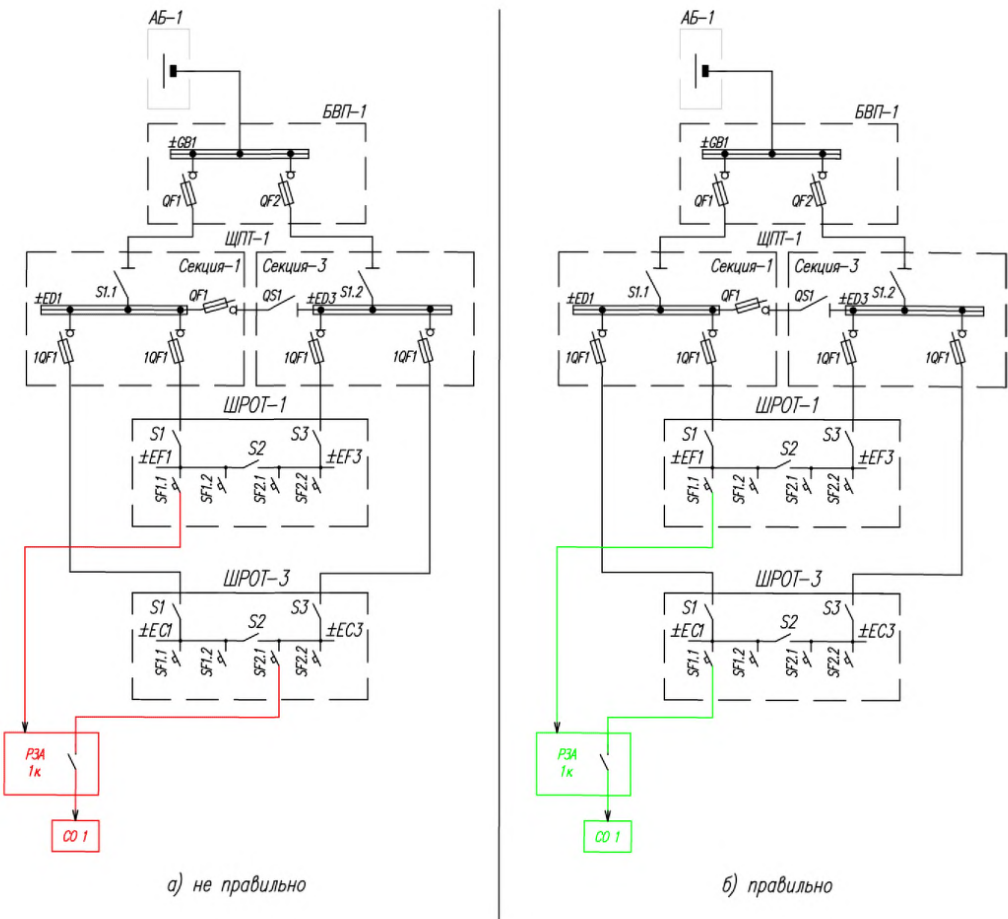 АБ-1
БВП-1
±GB1
QF1
QF2
ЩПТ-1
Секция-1
Секция-3
S1.1
QF1
QS1
S1.2
±ED1
±ED3
1QF1
1QF1
1QF1
1QF1
ШРОТ-1
S1
S2
S3
±EF1
±EF3
SF1.1
SF1.2
SF2.1
SF2.2
ШРОТ-3
S1
S2
S3
±EC1
±EC3
SF1.1
SF1.2
SF2.1
SF2.2
РЗА
1к
СО 1
а) не правильно
АБ-1
БВП-1
±GB1
QF1
QF2
ЩПТ-1
Секция-1
Секция-3
S1.1
QF1
QS1
S1.2
±ED1
±ED3
1QF1
1QF1
1QF1
1QF1
ШРОТ-1
S1
S2
S3
±EF1
±EF3
SF1.1
SF1.2
SF2.1
SF2.2
ШРОТ-3
S1
S2
S3
±EC1
±EC3
SF1.1
SF1.2
SF2.1
SF2.2
РЗА
1к
СО 1
б) правильно